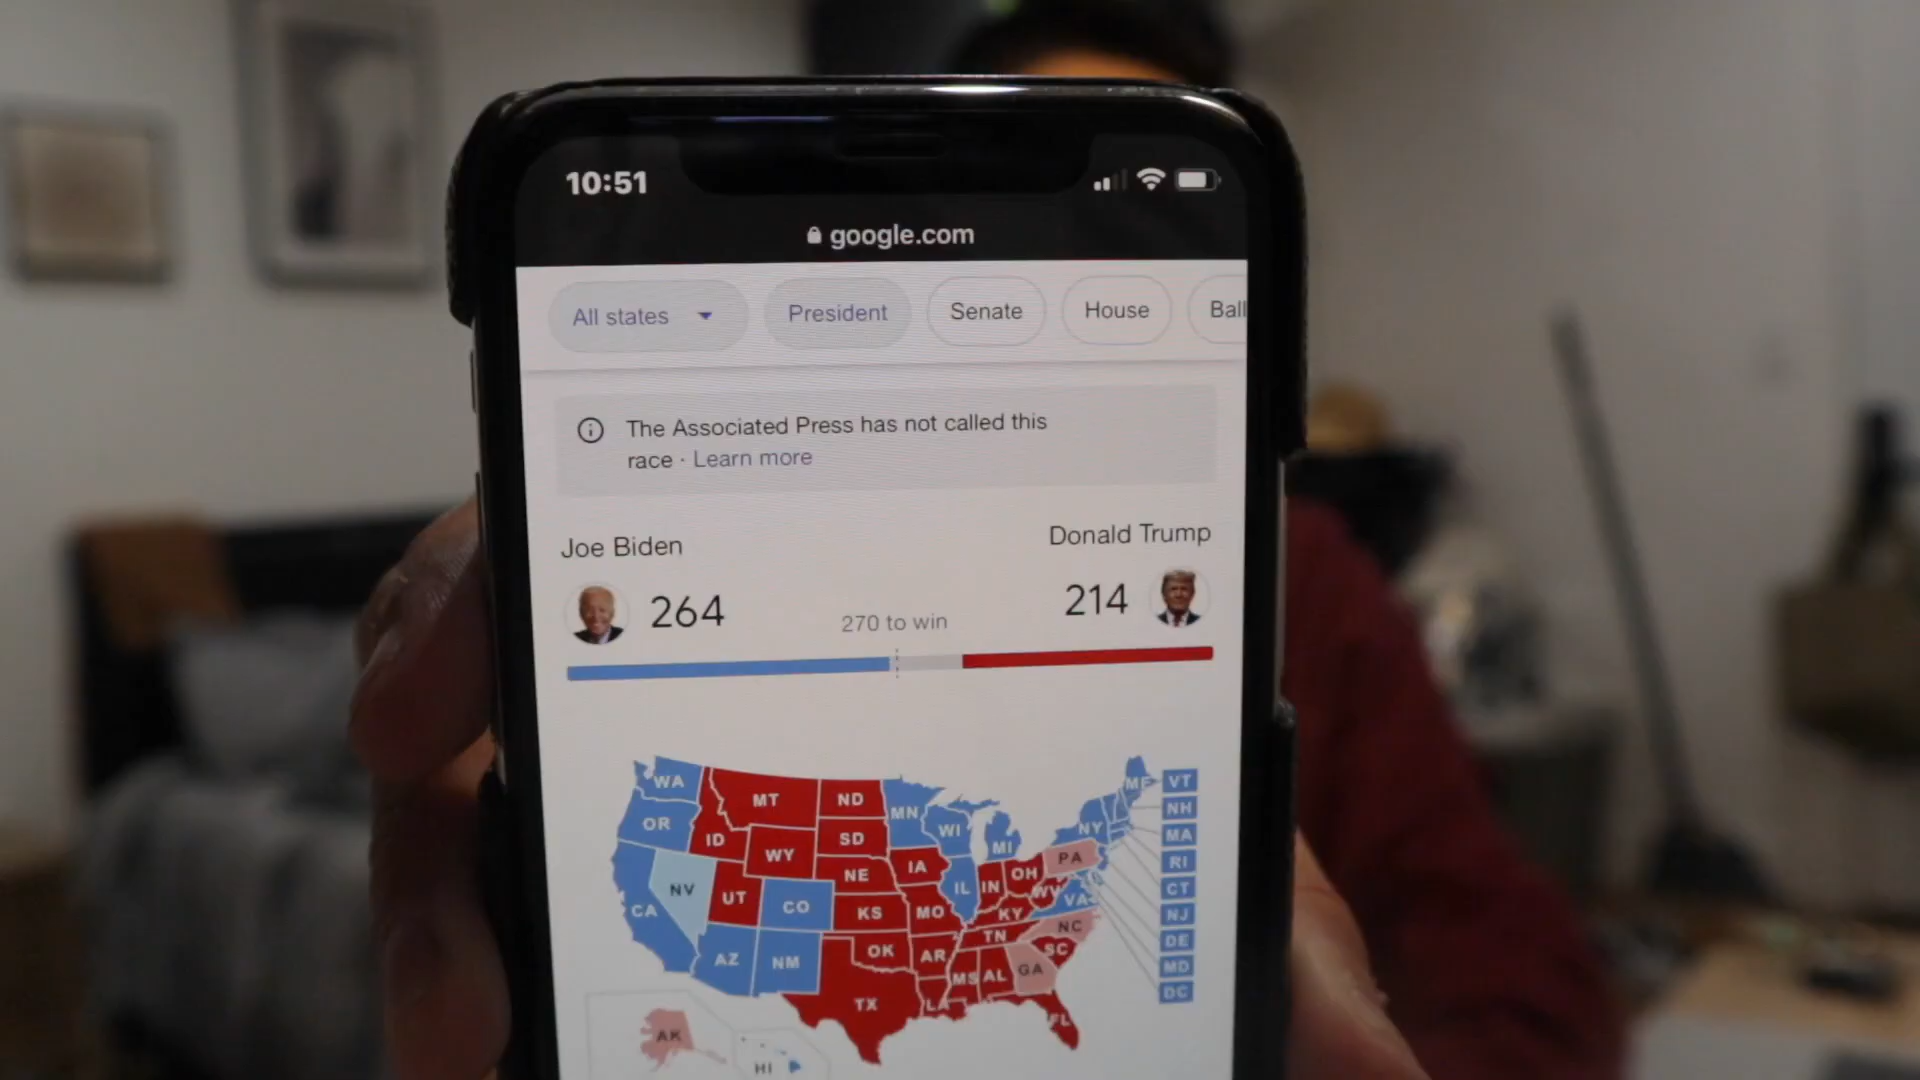 10:51
google.com
All states
President
Senate
House
Ball
The Associated Press has not called this
race · Learn more
Joe Biden
Donald Trump
264
270 to win
214
WA
MT
ND
MN
ME
VT
OR
ID
SD
WI
MI
NY
NH
WY
MA
NV
UT
NE
IA
IL
IN
OH
PA
RI
CA
CO
KS
MO
KY
WV
VA
CT
AZ
NM
OK
AR
TN
NC
NJ
TX
LA
MS
AL
GA
SC
DE
FL
MD
DC
AK
HI